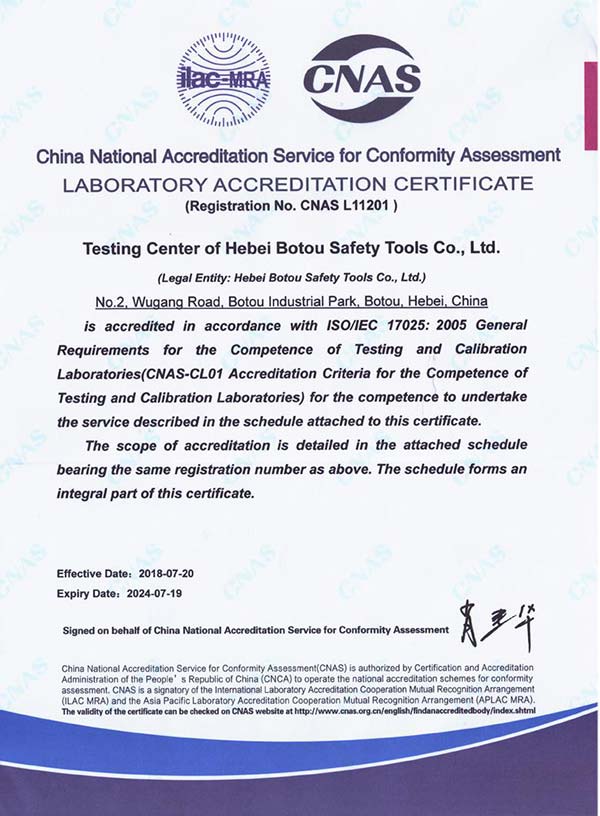 ilac-MRA
CNAS
China National Accreditation Service for Conformity Assessment
LABORATORY ACCREDITATION CERTIFICATE
(Registration No. CNAS L11201 )
Testing Center of Hebei Botou Safety Tools Co., Ltd.
(Legal Entity: Hebei Botou Safety Tools Co., Ltd.)
No.2, Wugang Road, Botou Industrial Park, Botou, Hebei, China
is accredited in accordance with ISO/IEC 17025: 2005 General
Requirements for the Competence of Testing and Calibration
Laboratories(CNAS-CL01 Accreditation Criteria for the Competence of
Testing and Calibration Laboratories) for the competence to undertake
the service described in the schedule attached to this certificate.
The scope of accreditation is detailed in the attached schedule
bearing the same registration number as above. The schedule forms an
integral part of this certificate.
Effective Date: 2018-07-20
Expiry Date: 2024-07-19
Signed on behalf of China National Accreditation Service for Conformity Assessment
China National Accreditation Service for Conformity Assessment(CNAS) is authorized by Certification and Accreditation
Administration of the People's Republic of China (CNCA) to operate the national accreditation schemes for conformity
assessment. CNAS is a signatory of the International Laboratory Accreditation Cooperation Mutual Recognition Arrangement
(ILAC MRA) and the Asia Pacific Laboratory Accreditation Cooperation Mutual Recognition Arrangement (APLAC MRA).
The validity of the certificate can be checked on CNAS website at http://www.cnas.org.cn/english/findanaccreditedbody/index.shtml